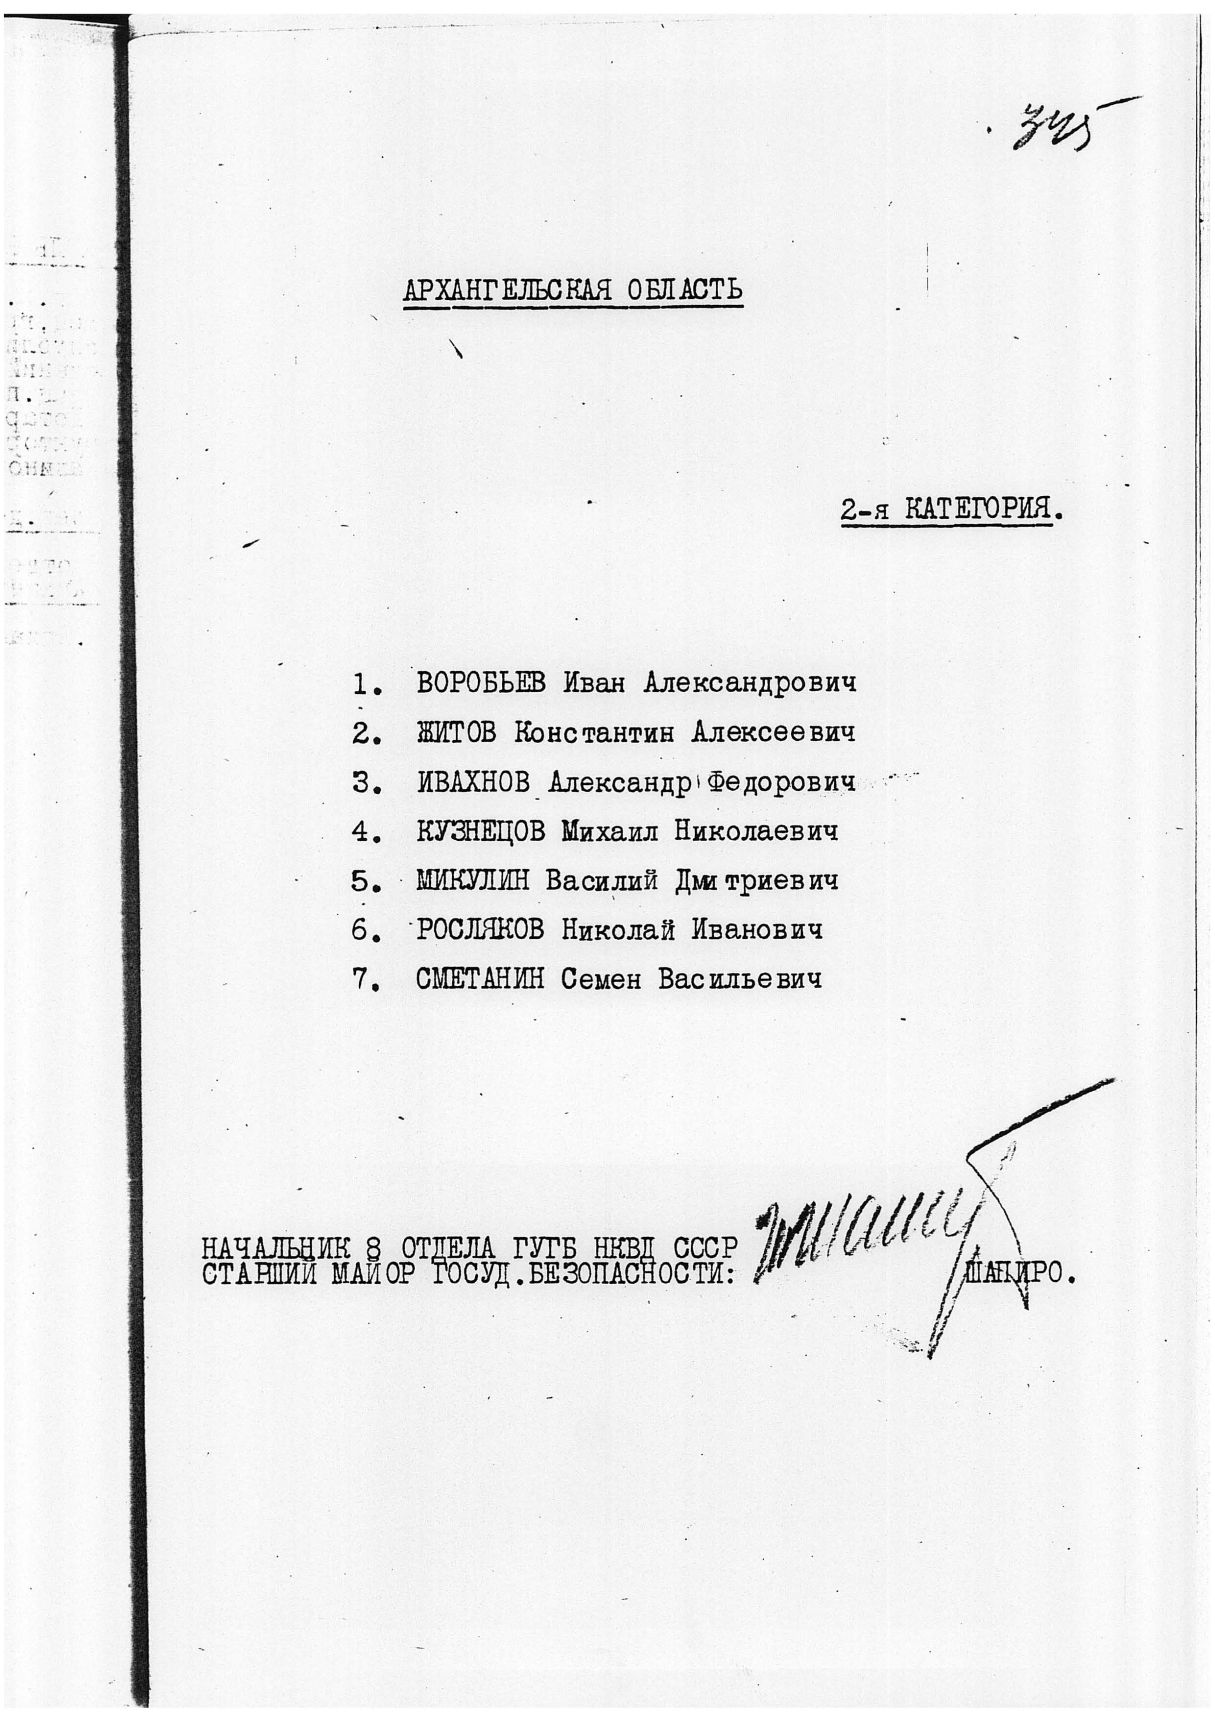 345
АРХАНГЕЛЬСКАЯ ОБЛАСТЬ
2-я КАТЕГОРИЯ.
1. ВОРОБЬЕВ Иван Александрович
2. ЖИТОВ Константин Алексеевич
3. ИВАХНОВ Александр Федорович
4. КУЗНЕЦОВ Михаил Николаевич
5. МИКУЛИН Василий Дмитриевич
6. РОСЛЯКОВ Николай Иванович
7. СМЕТАНИН Семен Васильевич
НАЧАЛЬНИК 8 ОТДЕЛА ГУГБ НКВД СССР
СТАРШИЙ МАЙОР ГОСУД.БЕЗОПАСНОСТИ: ШАПИРО.